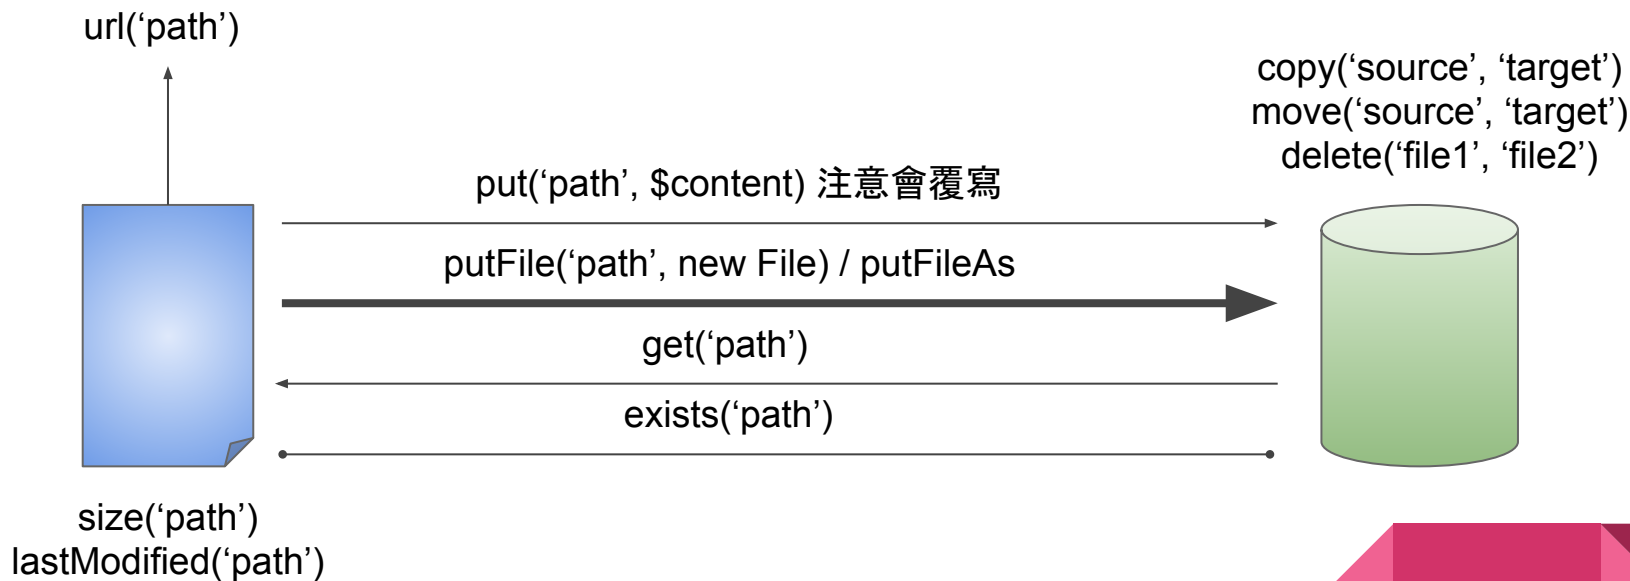 url(‘path’)
copy(‘source’, ‘target’)
move(‘source’, ‘target’)
delete(‘file1’, ‘file2’)
put(‘path’, $content) 注意會覆寫
putFile(‘path’, new File) / putFileAs
get(‘path’)
exists(‘path’)
size(‘path’)
lastModified(‘path’)